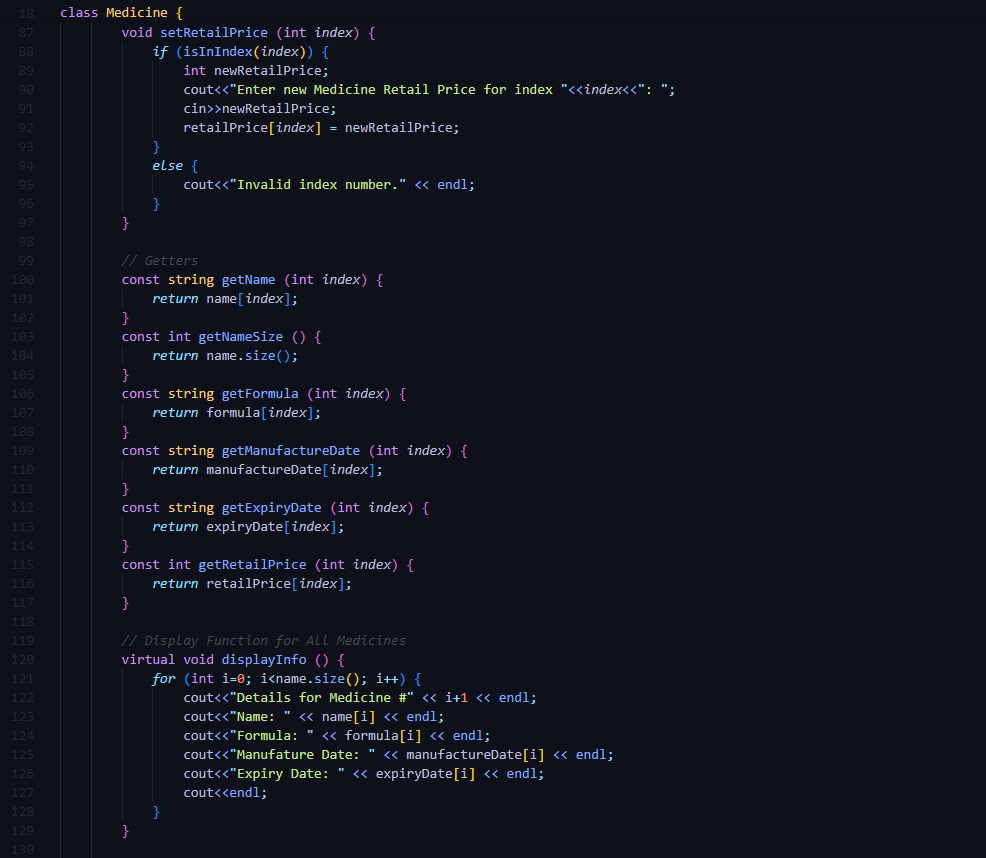 18 class Medicine {
87 void setRetailPrice (int index) {
88 if (isInIndex(index)) {
89 int newRetailPrice;
90 cout<<"Enter new Medicine Retail Price for index "<<index<<": ";
91 cin>>newRetailPrice;
92 retailPrice[index] = newRetailPrice;
93 }
94 else {
95 cout<<"Invalid index number." << endl;
96 }
97 }
98
99 // Getters
100 const string getName (int index) {
101 return name[index];
102 }
103 const int getNameSize () {
104 return name.size();
105 }
106 const string getFormula (int index) {
107 return formula[index];
108 }
109 const string getManufactureDate (int index) {
110 return manufactureDate[index];
111 }
112 const string getExpiryDate (int index) {
113 return expiryDate[index];
114 }
115 const int getRetailPrice (int index) {
116 return retailPrice[index];
117 }
118
119 // Display Function for All Medicines
120 virtual void displayInfo () {
121 for (int i=0; i<name.size(); i++) {
122 cout<<"Details for Medicine #" << i+1 << endl;
123 cout<<"Name: " << name[i] << endl;
124 cout<<"Formula: " << formula[i] << endl;
125 cout<<"Manufature Date: " << manufactureDate[i] << endl;
126 cout<<"Expiry Date: " << expiryDate[i] << endl;
127 cout<<endl;
128 }
129 }
130